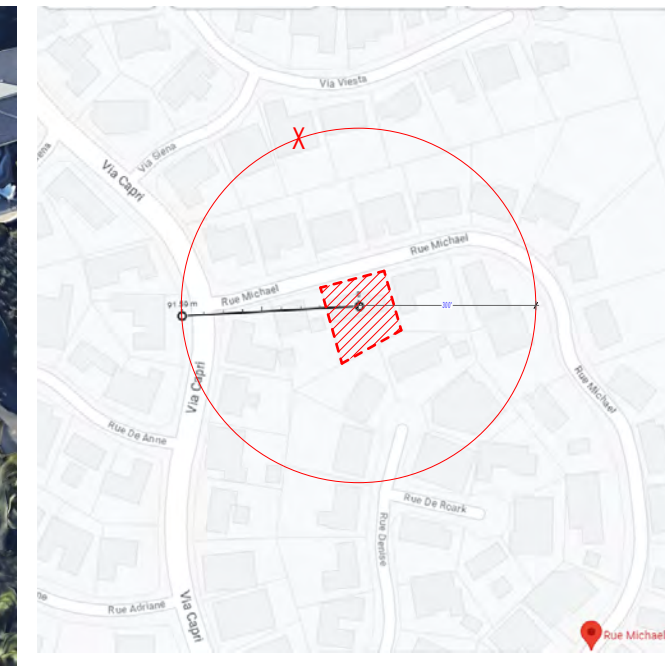 Via Viesta
X
Via Siena
Via Capri
Rue Michael
Rue Michael
91.59 m
300'
Via Capri
Rue Michael
Rue De Anne
Rue De Roark
Rue Denise
Rue Adriane
Via Capri
Rue Michael